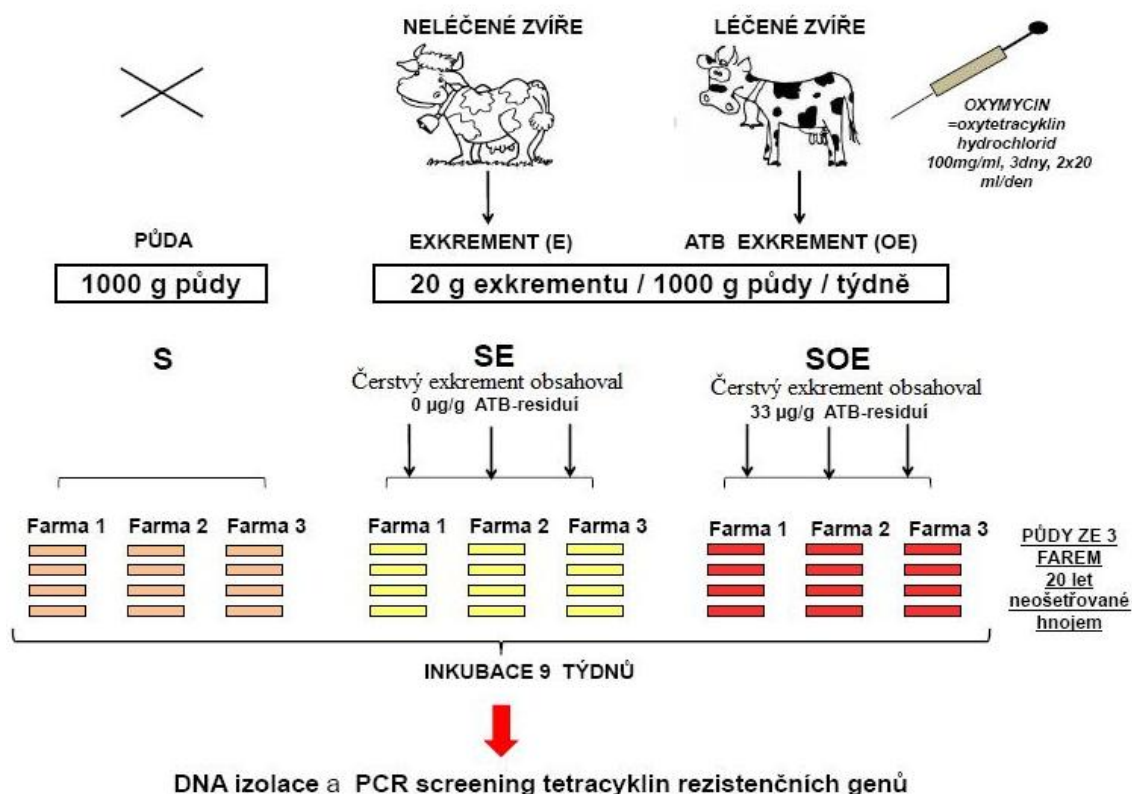 NELÉČENÉ ZVÍŘE
LÉČENÉ ZVÍŘE
OXYMYCIN
=oxytetracyklin
hydrochlorid
100mg/ml, 3dny, 2x20
ml/den
PŮDA
EXKREMENT (E)
ATB EXKREMENT (OE)
1000 g půdy
20 g exkrementu / 1000 g půdy / týdně
S
SE
SOE
Čerstvý exkrement obsahoval
0 µg/g ATB-residuí
Čerstvý exkrement obsahoval
33 µg/g ATB-residuí
Farma 1 Farma 2 Farma 3
Farma 1 Farma 2 Farma 3
Farma 1 Farma 2 Farma 3
PŮDY ZE 3
FAREM
20 let
neošetřované
hnojem
INKUBACE 9 TÝDNŮ
DNA izolace a PCR screening tetracyklin rezistenčních genů